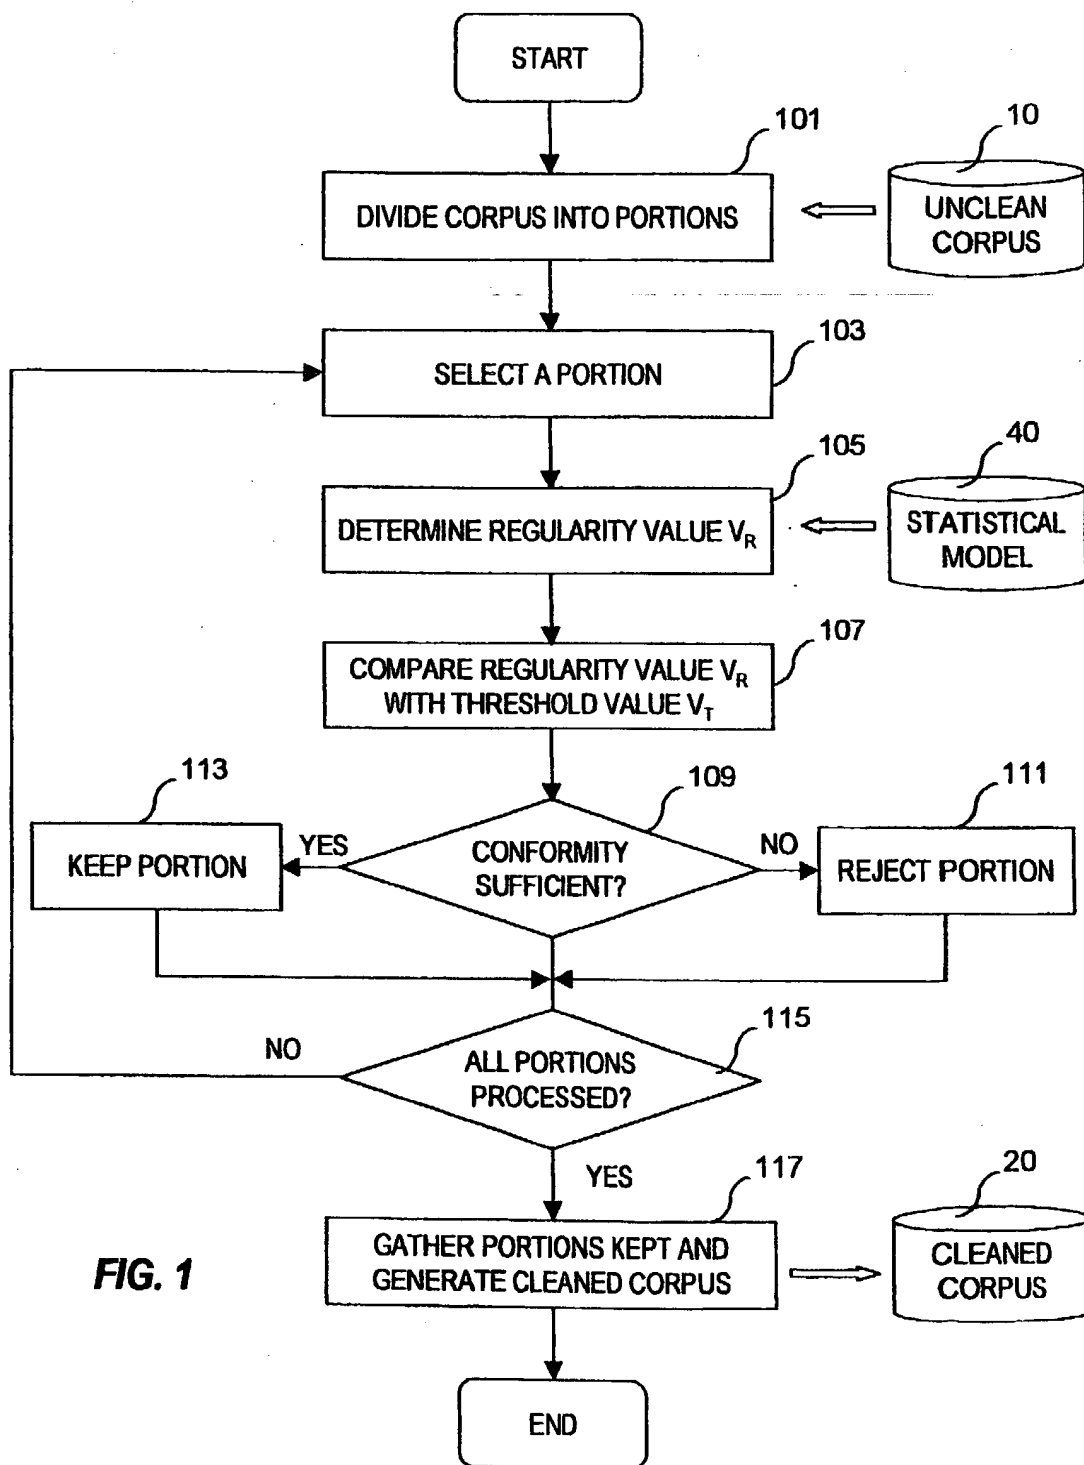 START
101
10
DIVIDE CORPUS INTO PORTIONS
UNCLEAN
CORPUS
103
SELECT A PORTION
105
40
DETERMINE REGULARITY VALUE VR
STATISTICAL
MODEL
107
COMPARE REGULARITY VALUE VR
WITH THRESHOLD VALUE VT
113
109
111
YES
NO
KEEP PORTION
CONFORMITY
SUFFICIENT?
REJECT PORTION
115
NO
ALL PORTIONS
PROCESSED?
YES
117
20
GATHER PORTIONS KEPT AND
GENERATE CLEANED CORPUS
CLEANED
CORPUS
FIG. 1
END